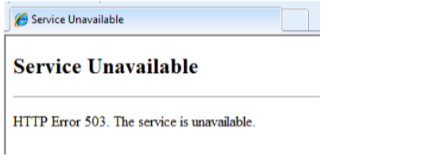 Service Unavailable
Service Unavailable
HTTP Error 503. The service is unavailable.